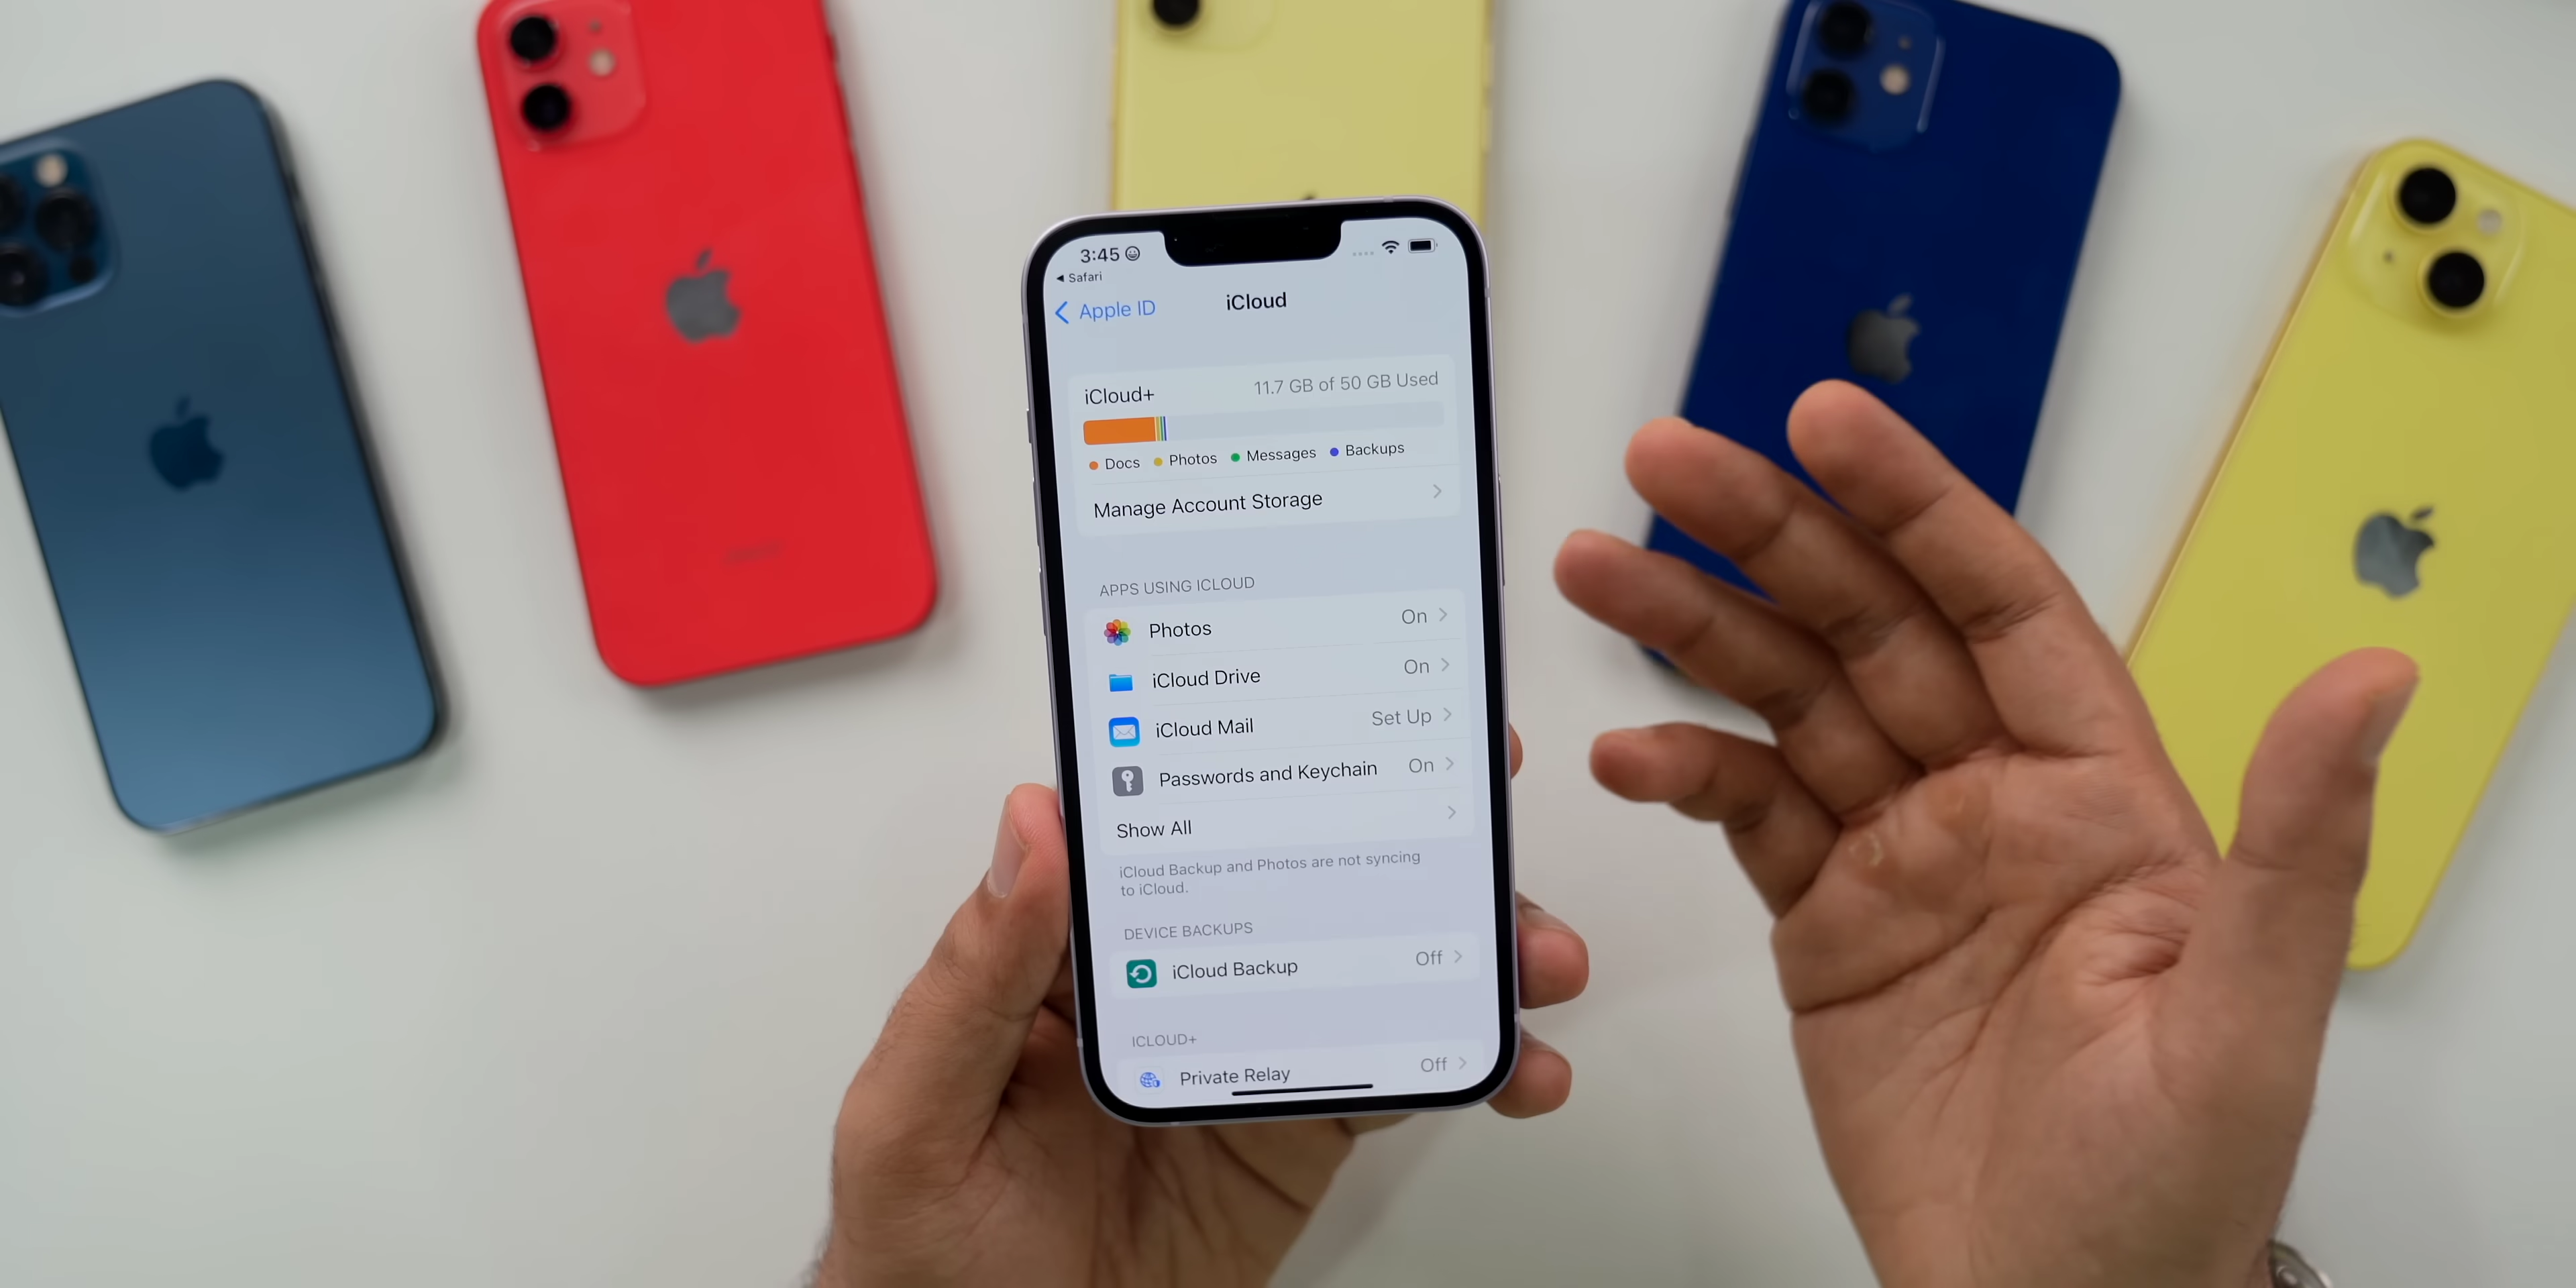 3:45
◀ Safari
Apple ID
iCloud
iCloud+
11.7 GB of 50 GB Used
Docs
Photos
Messages
Backups
Manage Account Storage
APPS USING ICLOUD
Photos
On
iCloud Drive
On
iCloud Mail
Set Up
Passwords and Keychain
On
Show All
iCloud Backup and Photos are not syncing
to iCloud.
DEVICE BACKUPS
iCloud Backup
Off
ICLOUD+
Private Relay
Off